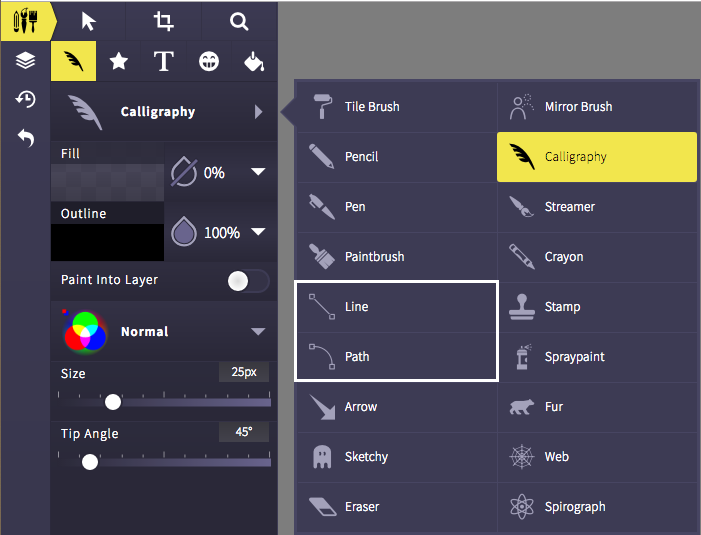 T
Calligraphy
Fill
0%
Outline
100%
Paint Into Layer
Normal
Size
25px
Tip Angle
45°
Tile Brush
Mirror Brush
Pencil
Calligraphy
Pen
Streamer
Paintbrush
Crayon
Line
Stamp
Path
Spraypaint
Arrow
Fur
Sketchy
Web
Eraser
Spirograph